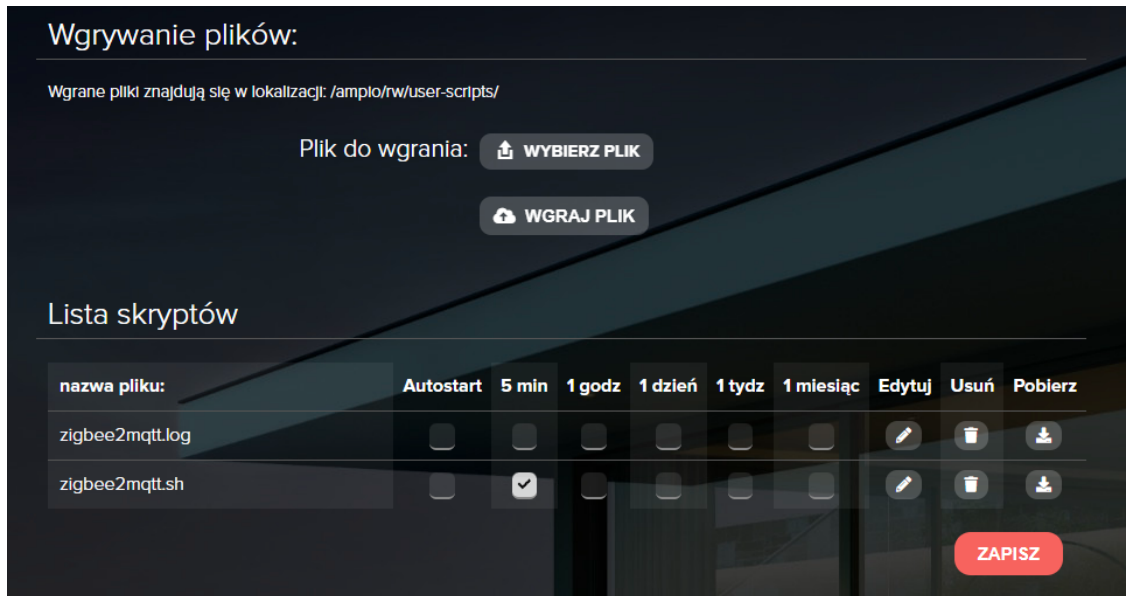 Wgrywanie plików:
Wgrane pliki znajdują się w lokalizacji: /ampio/rw/user-scripts/
Plik do wgrania: WYBIERZ PLIK
WGRAJ PLIK
Lista skryptów
nazwa pliku: Autostart 5 min 1 godz 1 dzień 1 tydz 1 miesiąc Edytuj Usuń Pobierz
zigbee2mqtt.log
zigbee2mqtt.sh
ZAPISZ